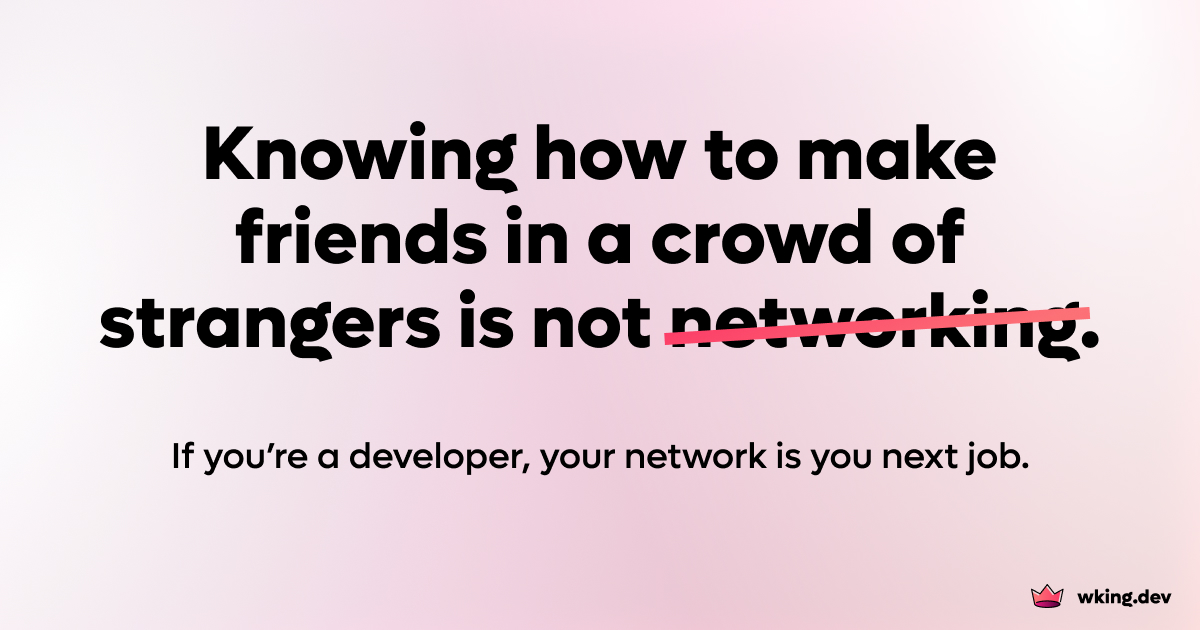 Knowing how to make
friends in a crowd of
strangers is not networking.
If you’re a developer, your network is you next job.
wking.dev